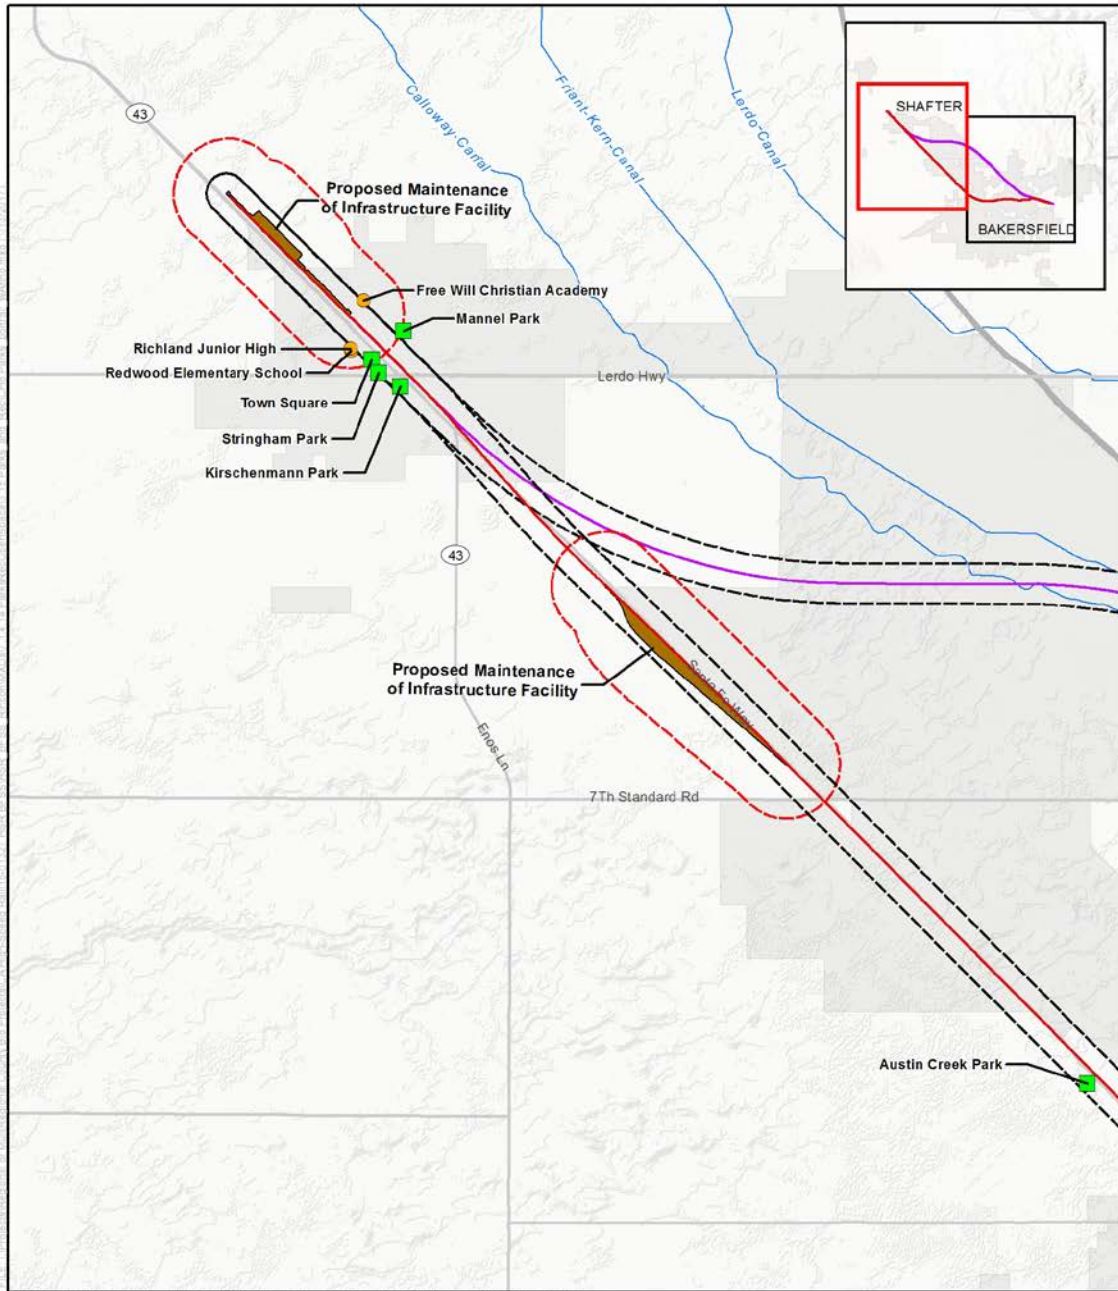 43
Calloway-Canal
Friant-Kern-Canal
Lerdo-Canal
SHAFTER
BAKERSFIELD
Proposed Maintenance
of Infrastructure Facility
Free Will Christian Academy
Mannel Park
Richland Junior High
Redwood Elementary School
Town Square
Stringham Park
Kirschenmann Park
Lerdo Hwy
43
Proposed Maintenance
of Infrastructure Facility
Santa Fe Way
Enos Ln
7Th Standard Rd
Austin Creek Park